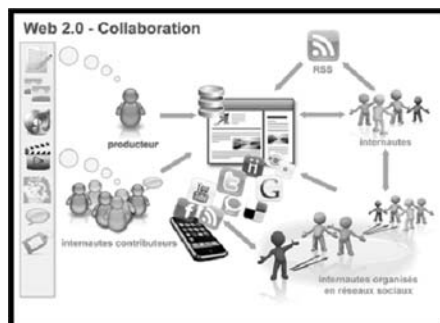 Web 2.0 - Collaboration
RSS
producteur
internautes
internautes contributeurs
internautes organisés
en réseaux sociaux